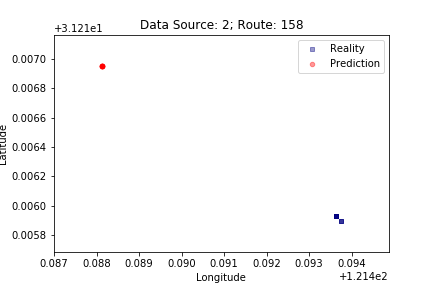 Data Source: 2; Route: 158
+3.121e1
Reality
Prediction
0.0070
0.0068
0.0066
0.0064
0.0062
0.0060
0.0058
Latitude
0.087 0.088 0.089 0.090 0.091 0.092 0.093 0.094
Longitude
+1.214e2